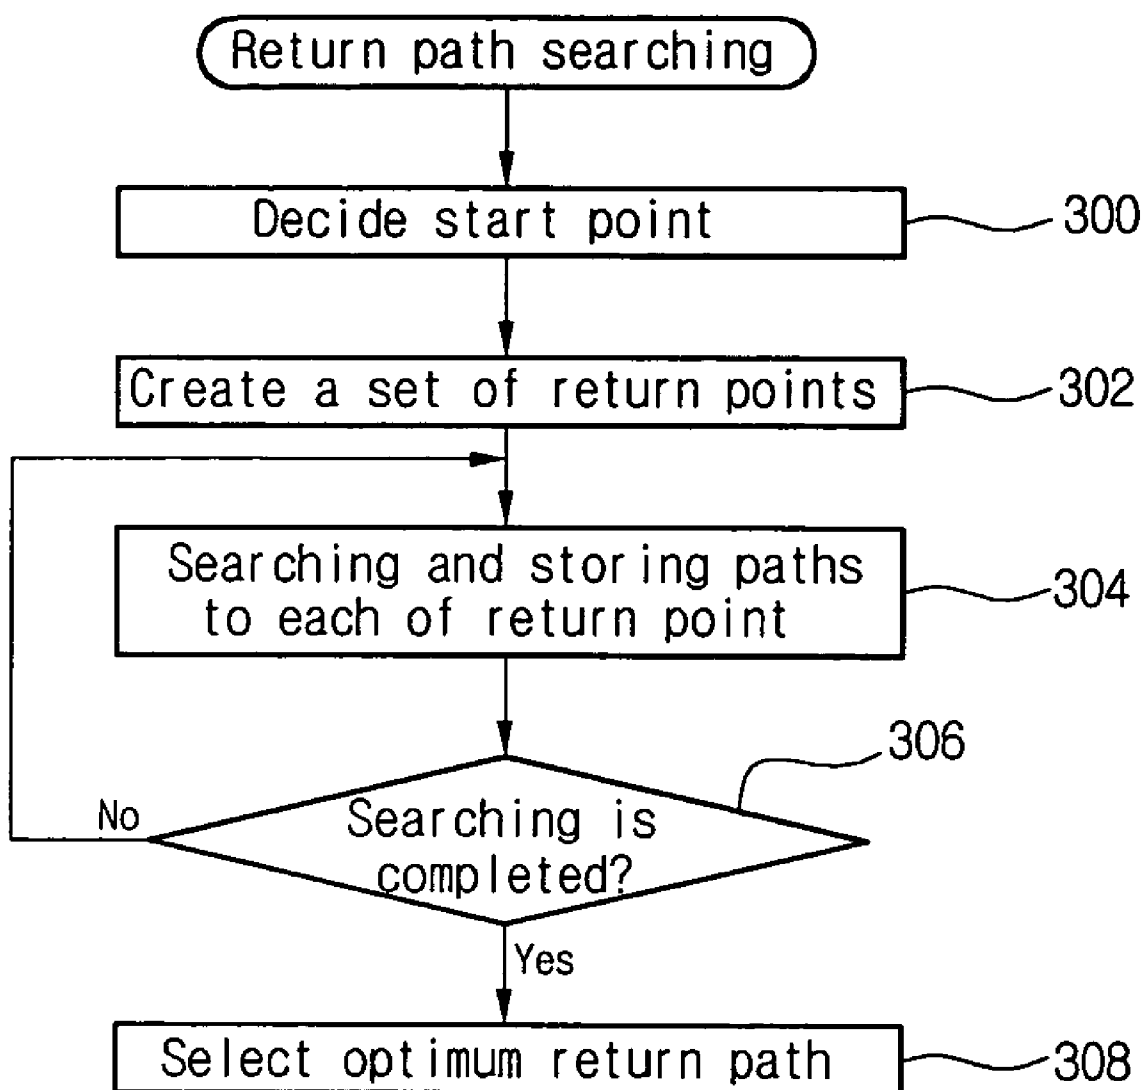 Return path searching
Decide start point
300
Create a set of return points
302
Searching and storing paths
to each of return point
304
306
No
Searching is
completed?
Yes
Select optimum return path
308